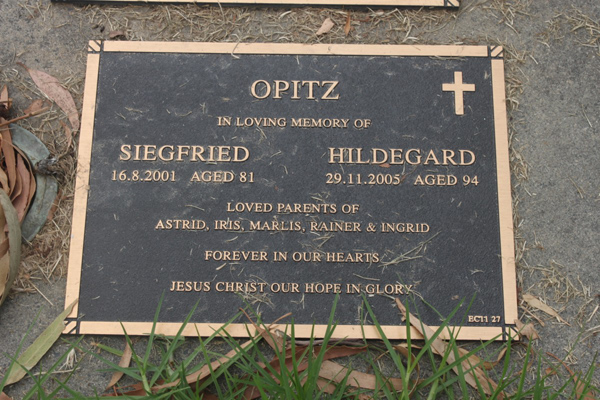 OPITZ
IN LOVING MEMORY OF
SIEGFRIED HILDEGARD
16.8.2001 AGED 81 29.11.2005 AGED 94
LOVED PARENTS OF
ASTRID, IRIS, MARLIS, RAINER & INGRID
FOREVER IN OUR HEARTS
JESUS CHRIST OUR HOPE IN GLORY
EC11 27